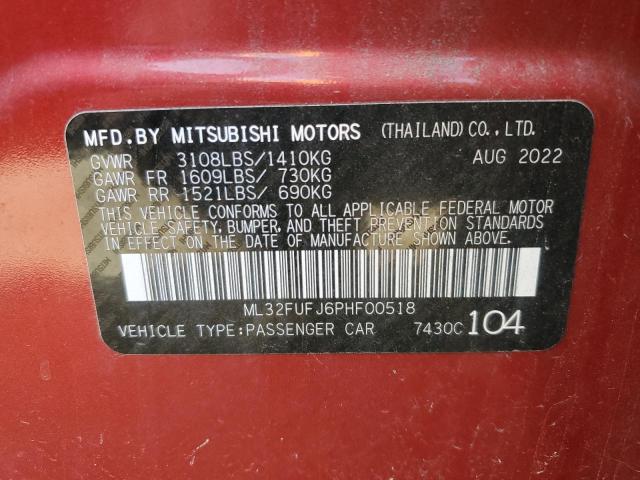 MFD.BY MITSUBISHI MOTORS (THAILAND)CO.,LTD.
GVWR 3108LBS/1410KG AUG 2022
GAWR FR 1609LBS/ 730KG
GAWR RR 1521LBS/ 690KG
THIS VEHICLE CONFORMS TO ALL APPLICABLE FEDERAL MOTOR
VEHICLE SAFETY, BUMPER, AND THEFT PREVENTION STANDARDS
IN EFFECT ON THE DATE OF MANUFACTURE SHOWN ABOVE.
ML32FUFJ6PHF00518
VEHICLE TYPE:PASSENGER CAR 7430C 104